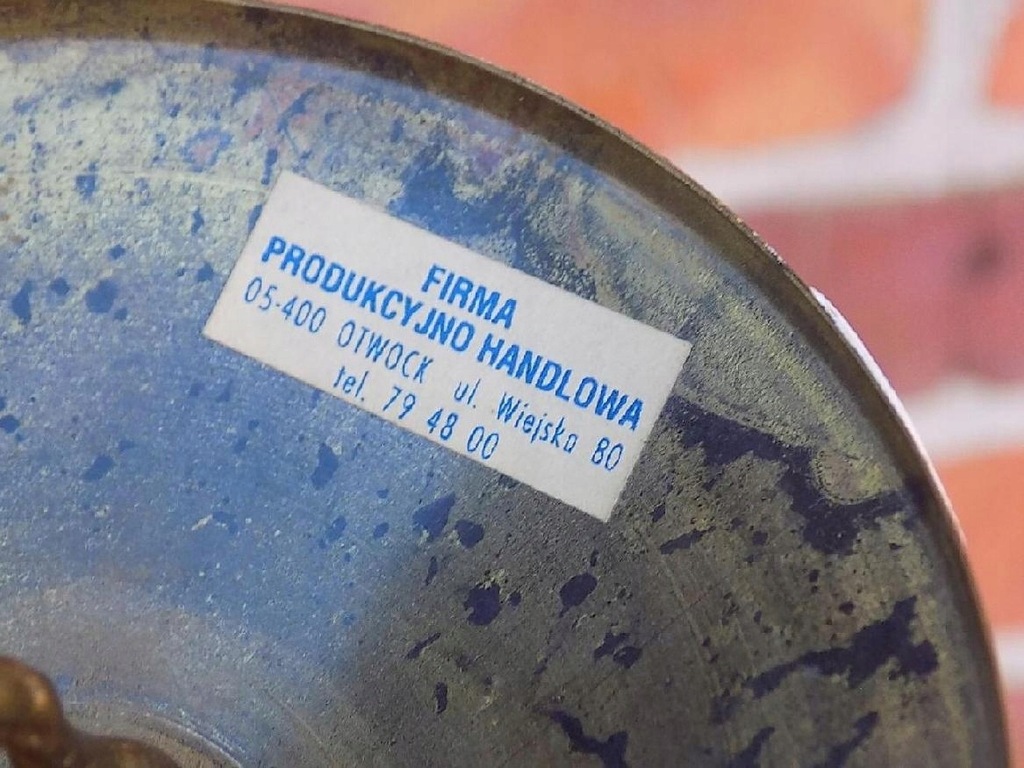 FIRMA
PRODUKCYJNO HANDLOWA
05-400 OTWOCK ul. Wiejska 80
tel. 79 48 00